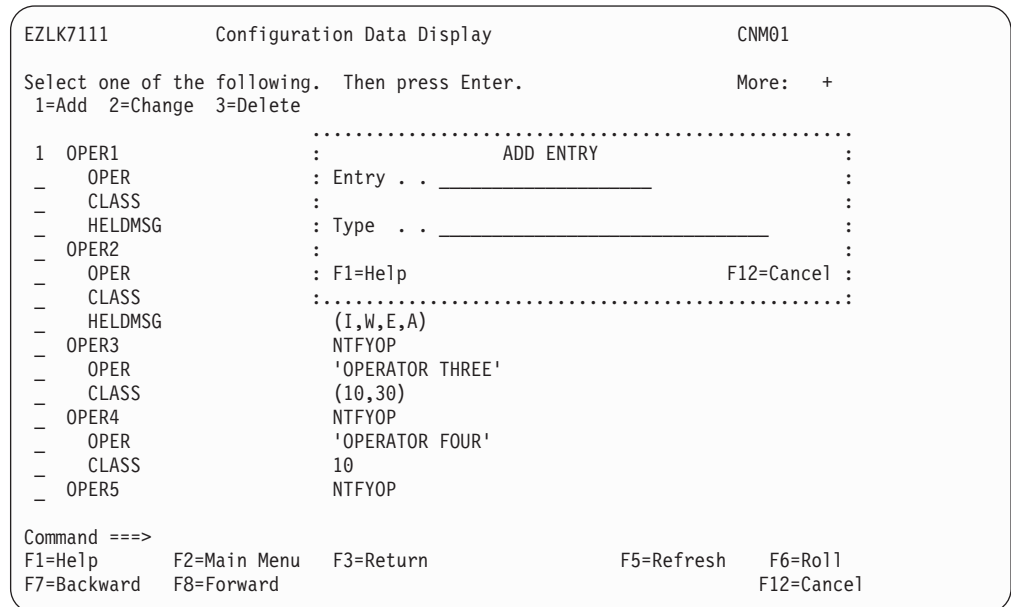 EZLK7111 Configuration Data Display CNM01
Select one of the following. Then press Enter. More: +
1=Add 2=Change 3=Delete
....................................................
1 OPER1 : ADD ENTRY :
_ OPER : Entry . . ____________________ :
_ CLASS : :
_ HELDMSG : Type . . _______________________________ :
_ OPER2 : :
_ OPER : F1=Help F12=Cancel :
_ CLASS :..................................................:
_ HELDMSG (I,W,E,A)
_ OPER3 NTFYOP
_ OPER 'OPERATOR THREE'
_ CLASS (10,30)
_ OPER4 NTFYOP
_ OPER 'OPERATOR FOUR'
_ CLASS 10
_ OPER5 NTFYOP
Command ===>
F1=Help F2=Main Menu F3=Return F5=Refresh F6=Roll
F7=Backward F8=Forward F12=Cancel